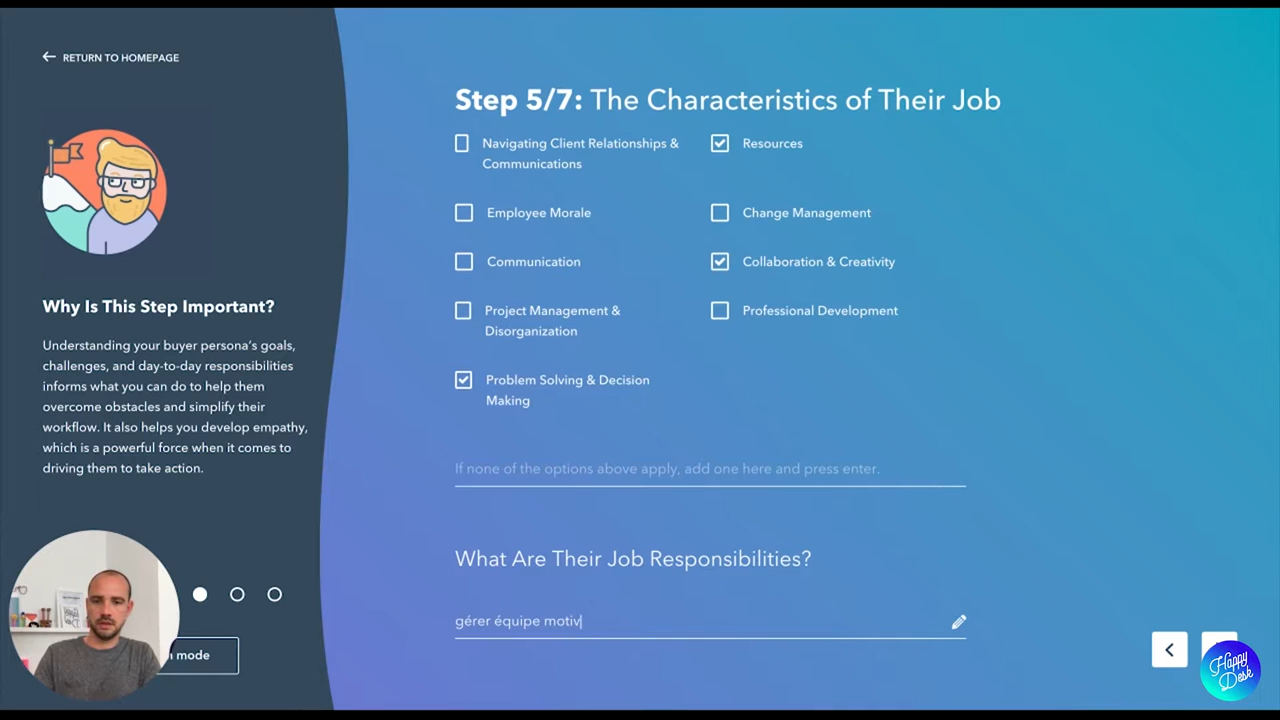 RETURN TO HOMEPAGE
Step 5/7: The Characteristics of Their Job
Navigating Client Relationships &
Communications
Resources
Employee Morale
Change Management
Communication
Collaboration & Creativity
Project Management &
Disorganization
Professional Development
Problem Solving & Decision
Making
If none of the options above apply, add one here and press enter.
What Are Their Job Responsibilities?
gérer équipe motiv
Why Is This Step Important?
Understanding your buyer persona’s goals,
challenges, and day-to-day responsibilities
informs what you can do to help them
overcome obstacles and simplify their
workflow. It also helps you develop empathy,
which is a powerful force when it comes to
driving them to take action.
mode
Happy
Desk